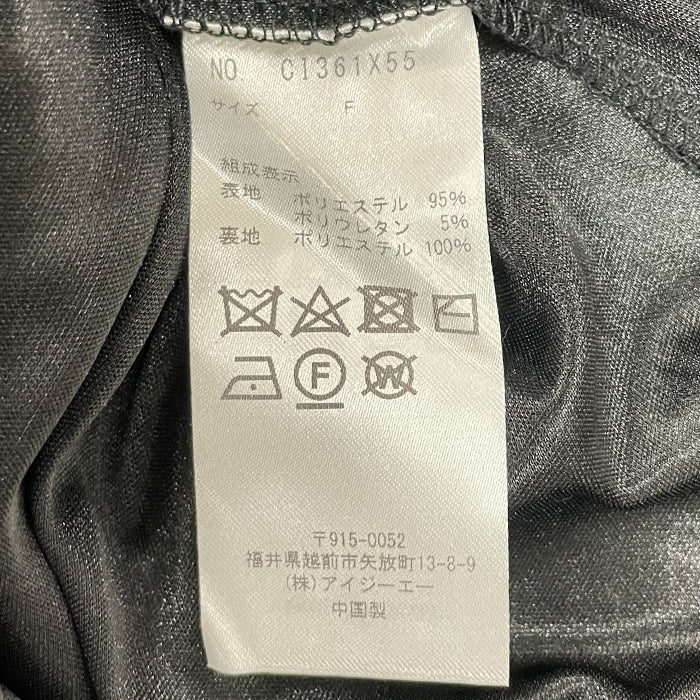 NO. CI361X55
サイズ F
組成表示
表地 ポリエステル 95%
ポリウレタン 5%
裏地 ポリエステル 100%
F
W
〒915-0052
福井県越前市矢放町13-8-9
(株)アイジーエー
中国製